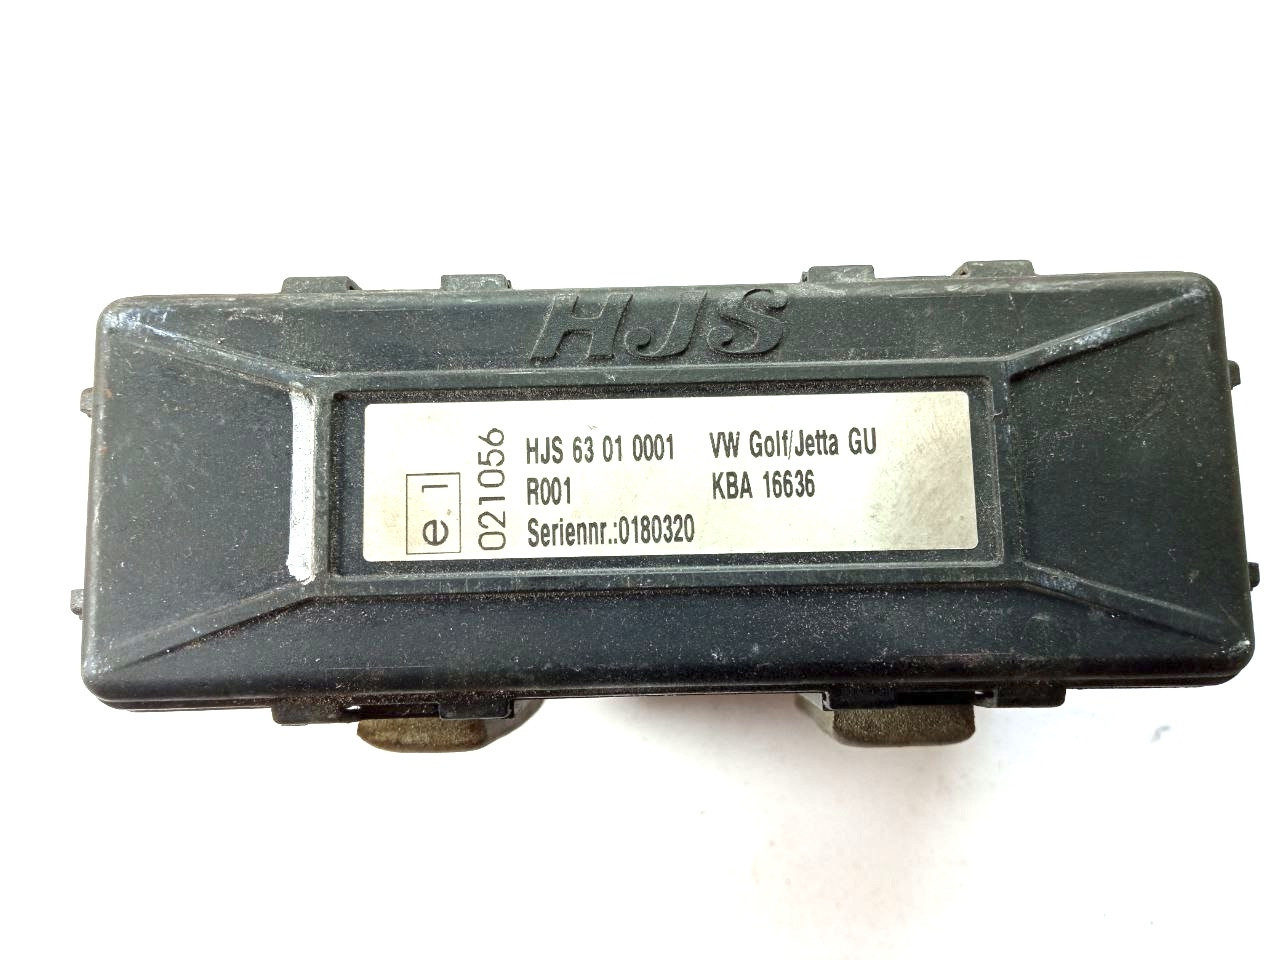 HJS
e.1
021056
HJS 63 01 0001 VW Golf/Jetta GU
R001 KBA 16636
Seriennr.:0180320